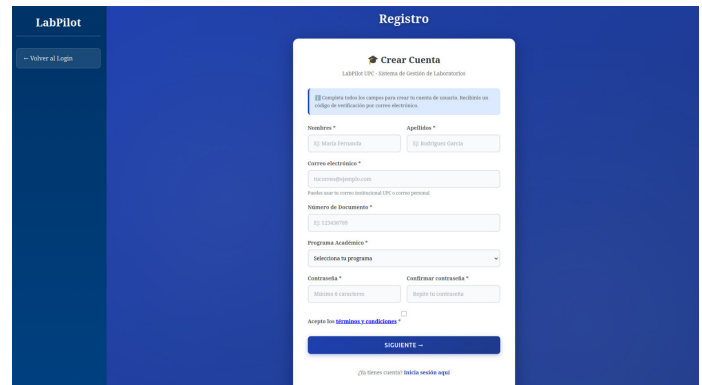 LabPilot
← Volver al Login
Registro
🎓 Crear Cuenta
LabPilot UPC - Sistema de Gestión de Laboratorios
ℹ️ Completa todos los campos para crear tu cuenta de usuario. Recibirás un
código de verificación por correo electrónico.
Nombres * Apellidos *
Ej: María Fernanda Ej: Rodríguez García
Correo electrónico *
tucorreo@ejemplo.com
Puedes usar tu correo institucional UPC o correo personal
Número de Documento *
Ej: 123456789
Programa Académico *
Selecciona tu programa
Contraseña * Confirmar contraseña *
Mínimo 6 caracteres Repite tu contraseña
Acepto los términos y condiciones *
SIGUIENTE →
¿Ya tienes cuenta? Inicia sesión aquí